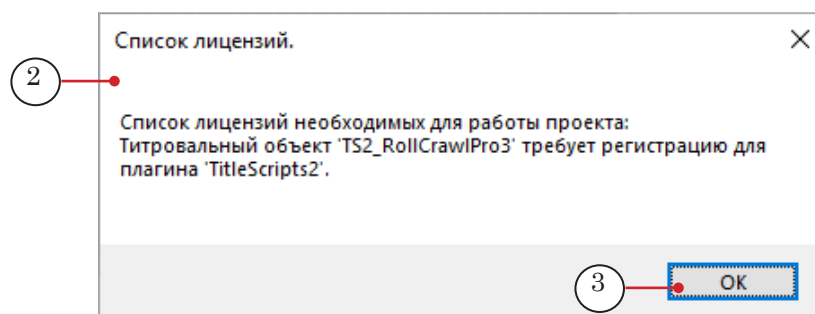 Список лицензий.
2
Список лицензий необходимых для работы проекта:
Титровальный объект 'TS2_RollCrawlPro3' требует регистрацию для
плагина 'TitleScripts2'.
3
OK